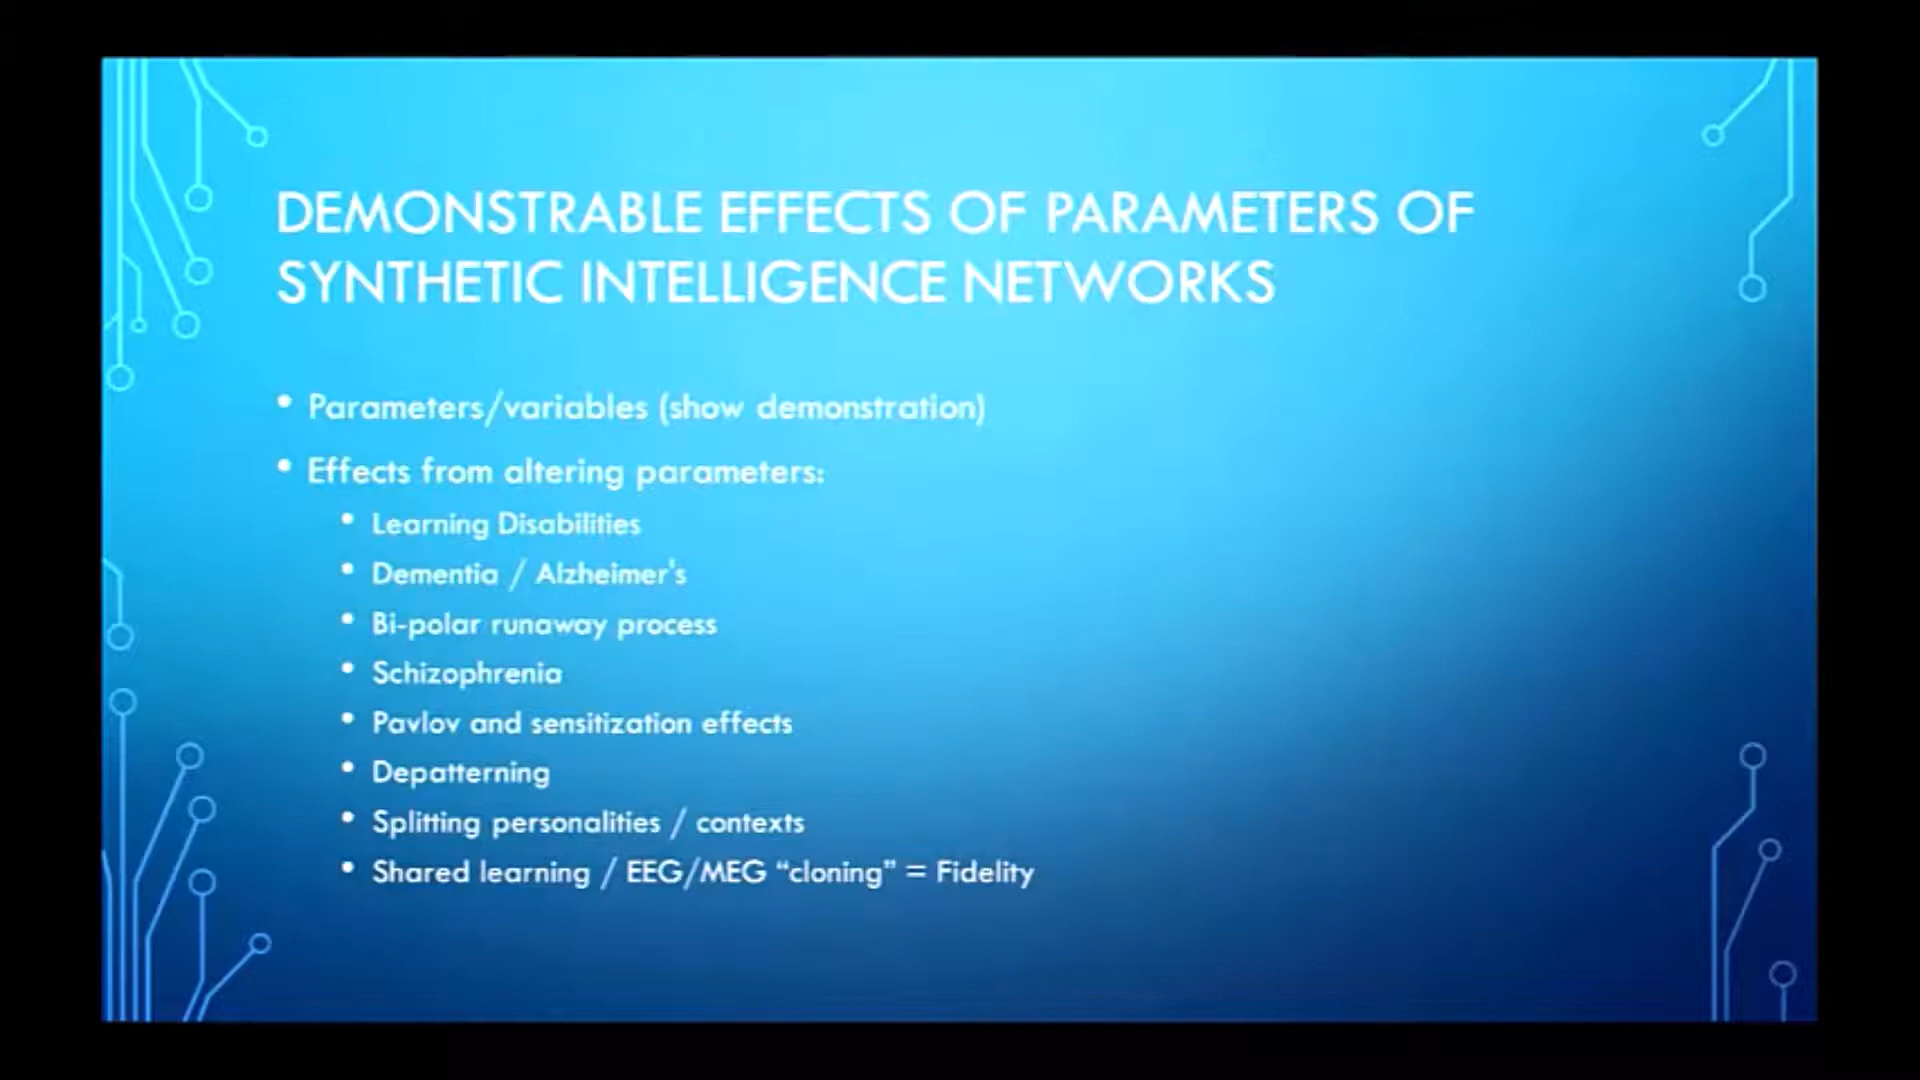 DEMONSTRABLE EFFECTS OF PARAMETERS OF
SYNTHETIC INTELLIGENCE NETWORKS
• Parameters/variables (show demonstration)
• Effects from altering parameters:
• Learning Disabilities
• Dementia / Alzheimer's
• Bi-polar runaway process
• Schizophrenia
• Pavlov and sensitization effects
• Depatterning
• Splitting personalities / contexts
• Shared learning / EEG/MEG “cloning” = Fidelity